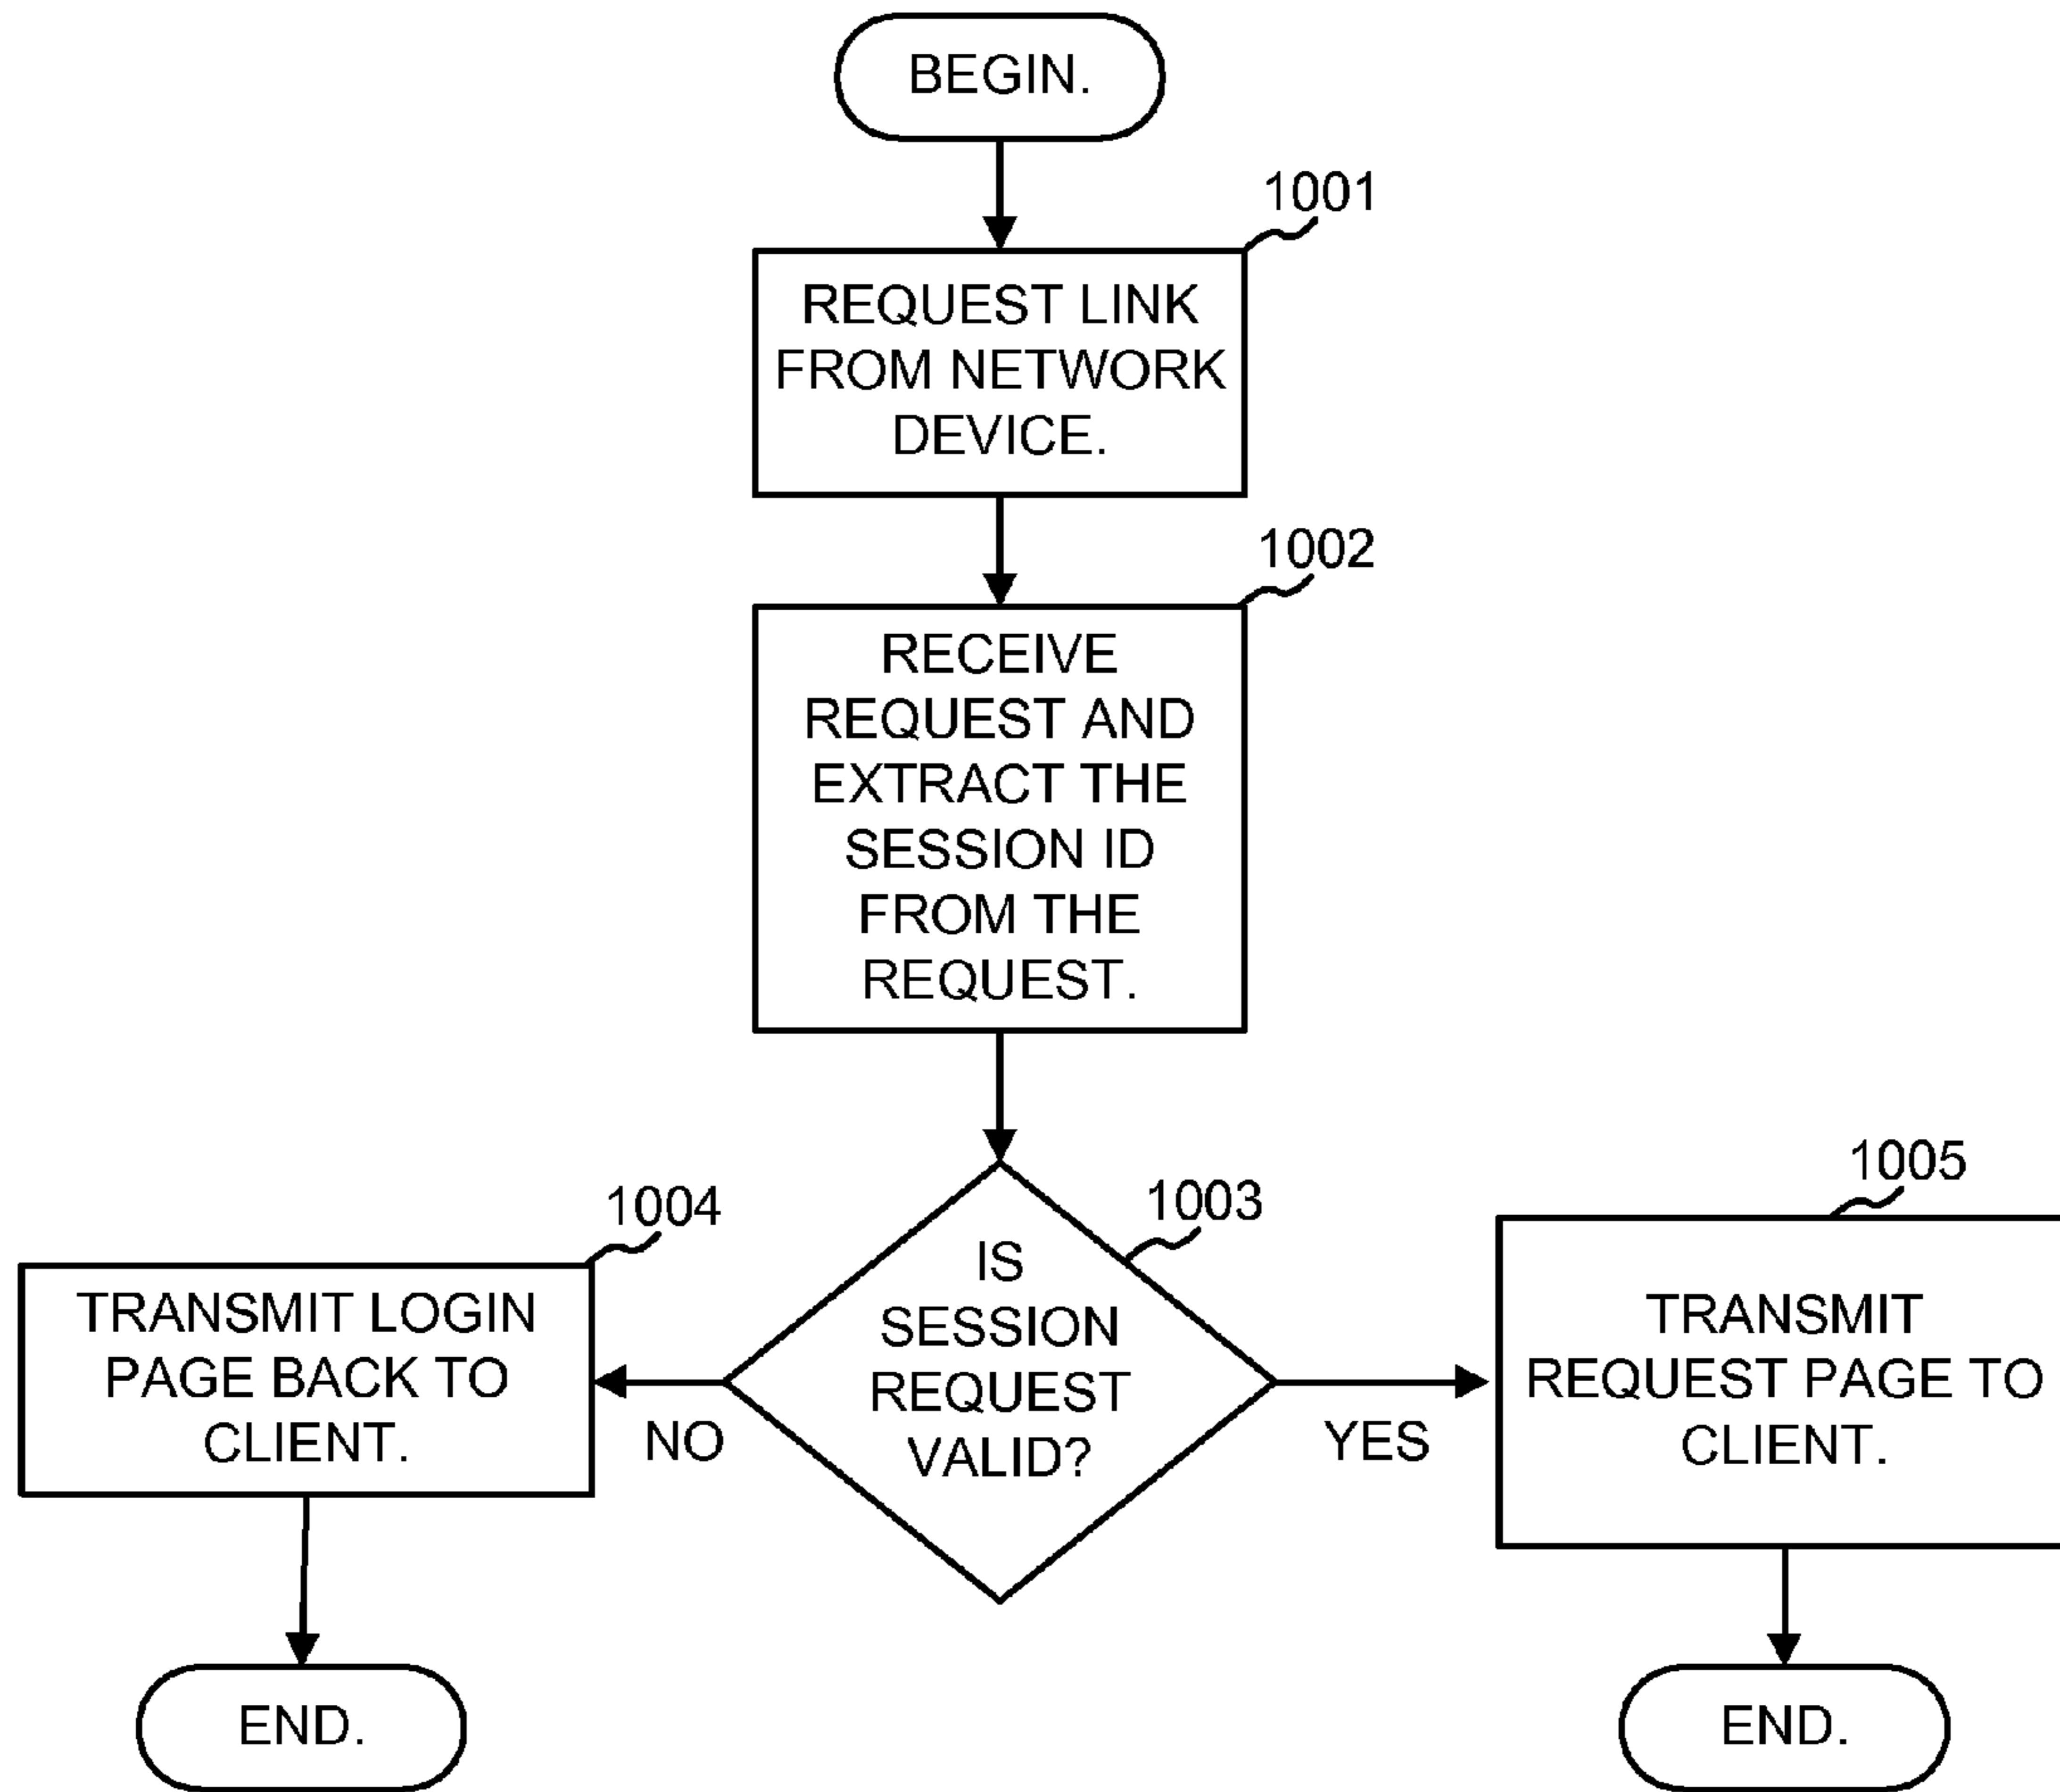 BEGIN.
1001
REQUEST LINK
FROM NETWORK
DEVICE.
1002
RECEIVE
REQUEST AND
EXTRACT THE
SESSION ID
FROM THE
REQUEST.
1003
IS
SESSION
REQUEST
VALID?
NO
YES
1004
TRANSMIT LOGIN
PAGE BACK TO
CLIENT.
END.
1005
TRANSMIT
REQUEST PAGE TO
CLIENT.
END.